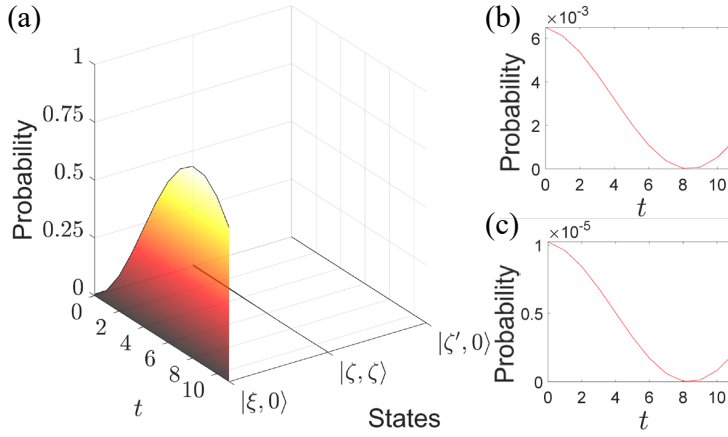 (a)
1
0.75
0.5
0.25
0
Probability
0
2
4
6
8
10
t
|ξ, 0⟩
|ζ, ζ⟩
|ζ′, 0⟩
States
(b)
×10⁻³
6
4
2
0
Probability
0 2 4 6 8 10
t
(c)
×10⁻⁵
1
0.5
0
Probability
0 2 4 6 8 10
t